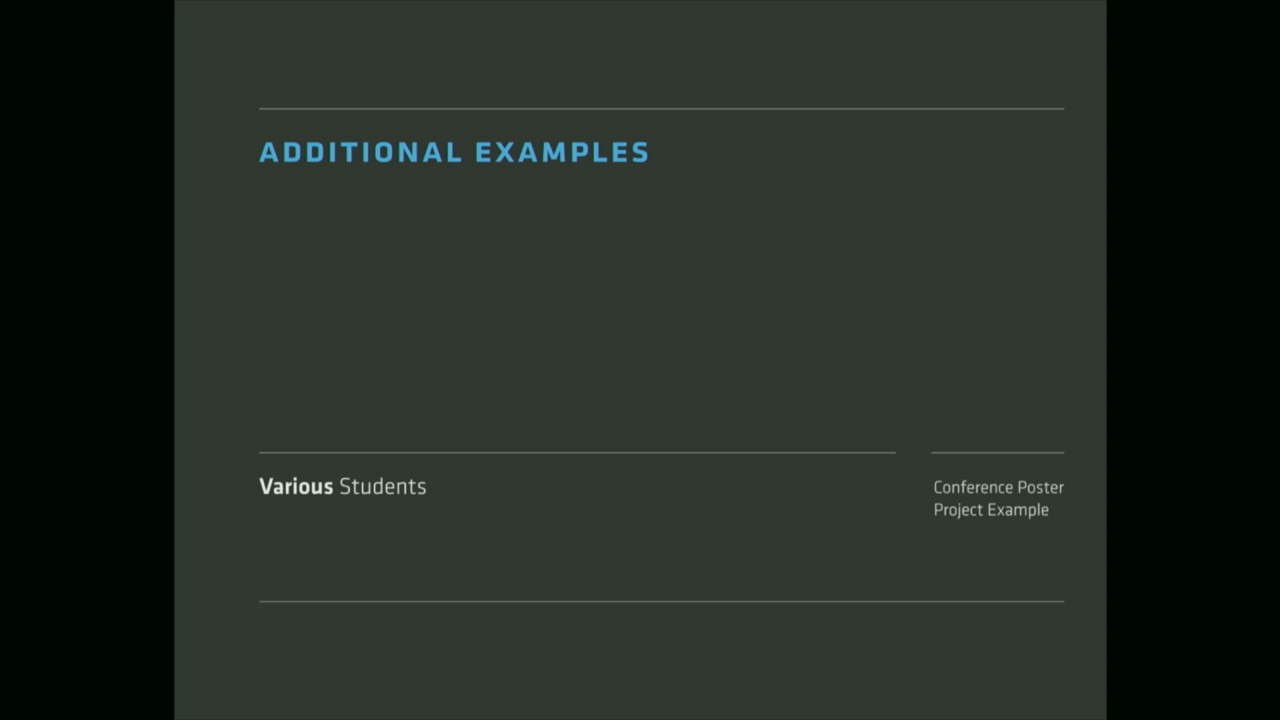 ADDITIONAL EXAMPLES
Various Students
Conference Poster
Project Example